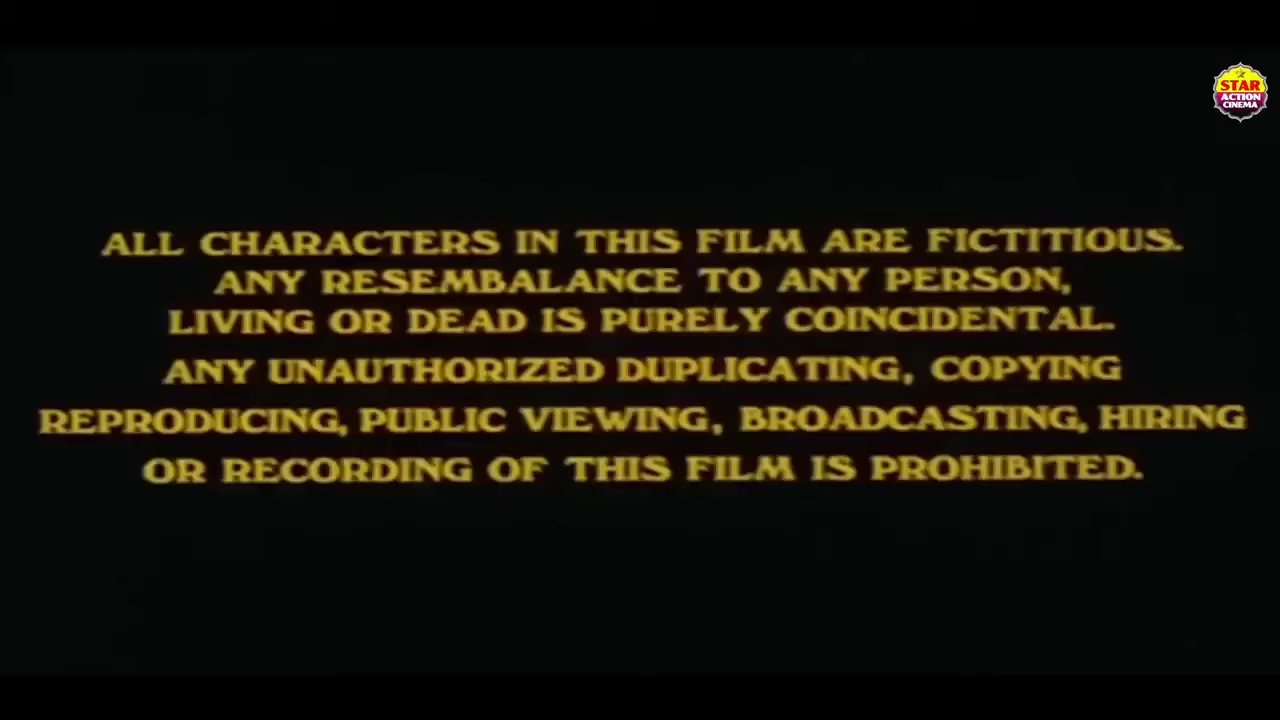 STAR
ACTION
CINEMA
ALL CHARACTERS IN THIS FILM ARE FICTITIOUS.
ANY RESEMBALANCE TO ANY PERSON,
LIVING OR DEAD IS PURELY COINCIDENTAL.
ANY UNAUTHORIZED DUPLICATING, COPYING
REPRODUCING, PUBLIC VIEWING, BROADCASTING, HIRING
OR RECORDING OF THIS FILM IS PROHIBITED.